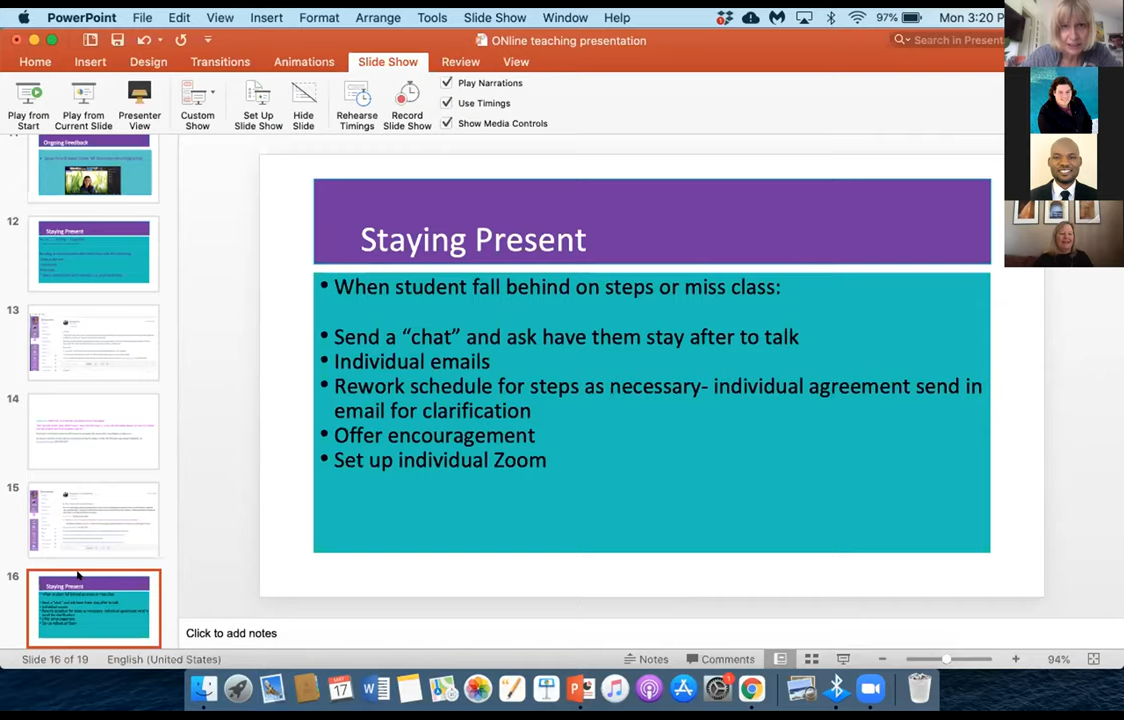 PowerPoint File Edit View Insert Format Arrange Tools Slide Show Window Help 97% Mon 3:20 P
ONline teaching presentation
Search in Present
Home Insert Design Transitions Animations Slide Show Review View
Play from Start
Play from Current Slide
Presenter View
Custom Show
Set Up Slide Show
Hide Slide
Rehearse Timings
Record Slide Show
Play Narrations
Use Timings
Show Media Controls
Ongoing Feedback
12
Staying Present
13
14
15
16
Staying Present
Staying Present
• When student fall behind on steps or miss class:
• Send a “chat” and ask have them stay after to talk
• Individual emails
• Rework schedule for steps as necessary- individual agreement send in
email for clarification
• Offer encouragement
• Set up individual Zoom
Click to add notes
Slide 16 of 19 English (United States) Notes Comments 94%
17